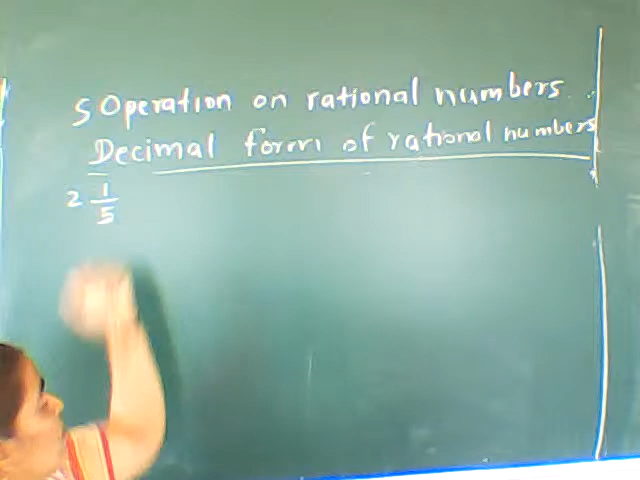 5 Operation on rational numbers
Decimal form of rational numbers
2 1/5